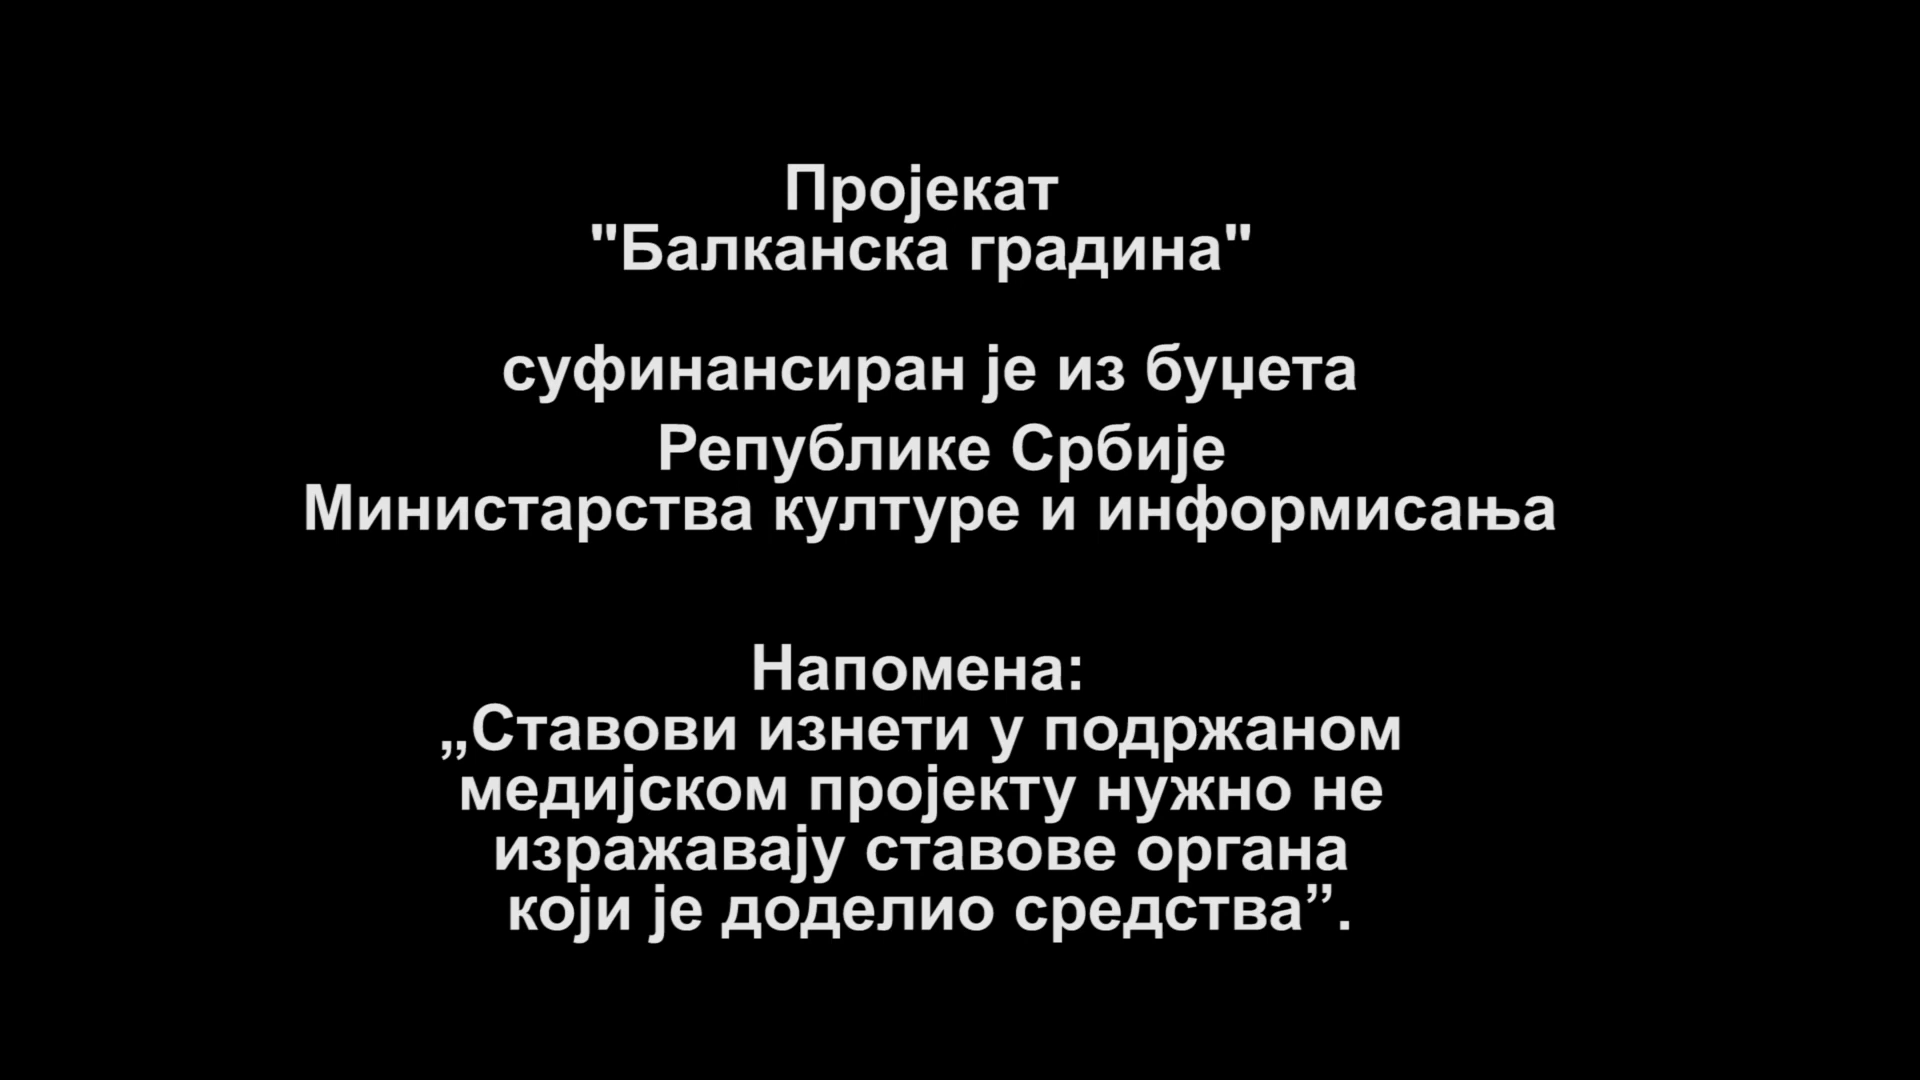 Пројекат
"Балканска градина"
суфинансиран је из буџета
Републике Србије
Министарства културе и информисања
Напомена:
„Ставови изнети у подржаном
медијском пројекту нужно не
изражавају ставове органа
који је доделио средства”.